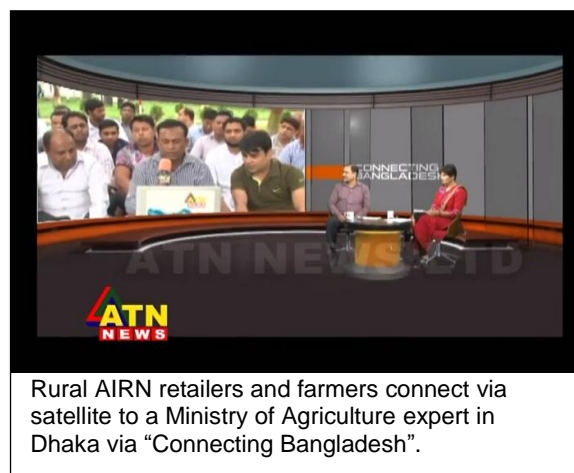 CONNECTING
BANGLADESH
ATN
ATN NEWS LTD
ATN
NEWS
Rural AIRN retailers and farmers connect via
satellite to a Ministry of Agriculture expert in
Dhaka via “Connecting Bangladesh”.